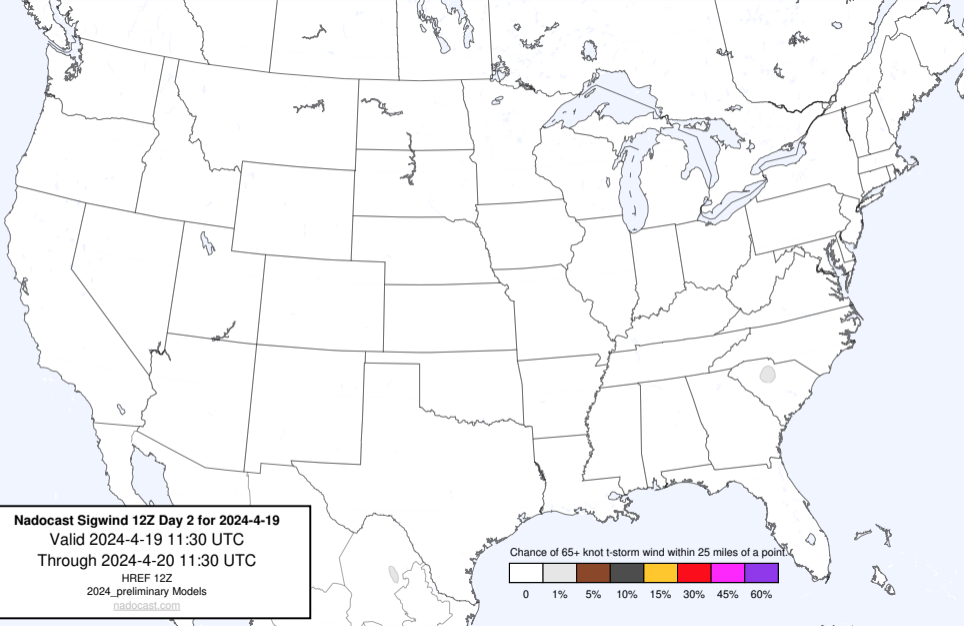 Nadocast Sigwind 12Z Day 2 for 2024-4-19
Valid 2024-4-19 11:30 UTC
Through 2024-4-20 11:30 UTC
HREF 12Z
2024_preliminary Models
nadocast.com
Chance of 65+ knot t-storm wind within 25 miles of a point.
0 1% 5% 10% 15% 30% 45% 60%